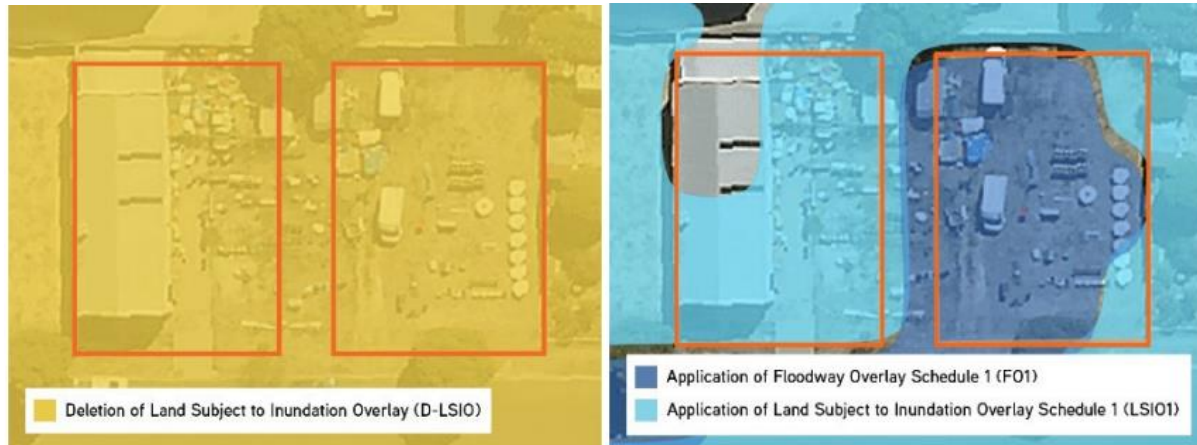 Deletion of Land Subject to Inundation Overlay (D-LSIO)
Application of Floodway Overlay Schedule 1 (FO1)
Application of Land Subject to Inundation Overlay Schedule 1 (LSIO1)